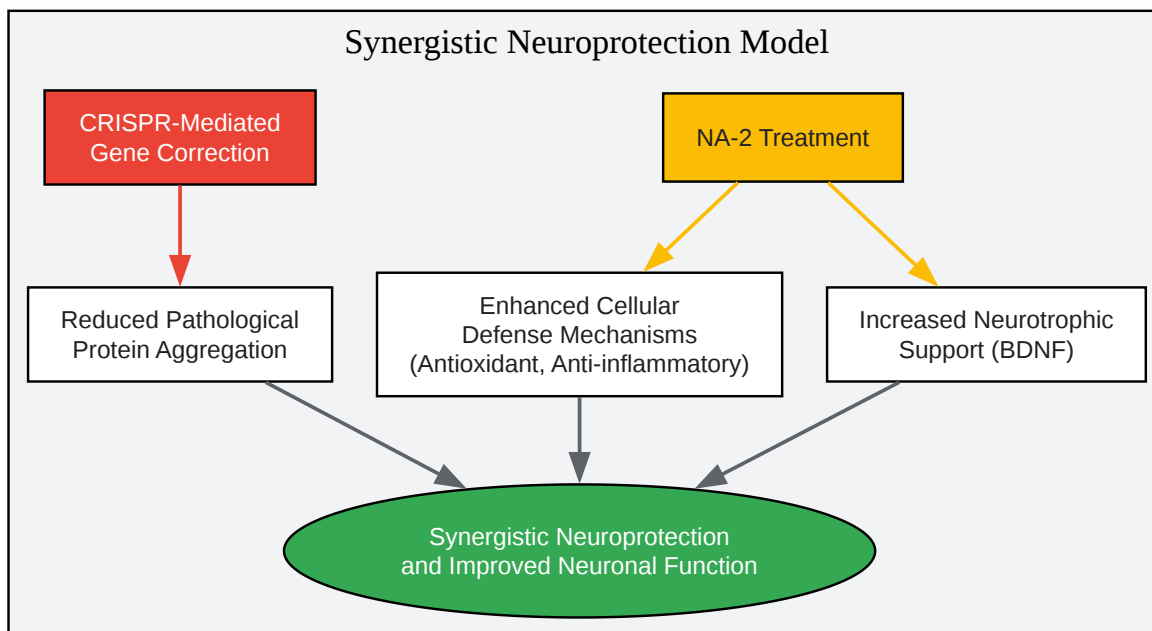 Synergistic Neuroprotection Model
CRISPR-Mediated
Gene Correction
NA-2 Treatment
Reduced Pathological
Protein Aggregation
Enhanced Cellular
Defense Mechanisms
(Antioxidant, Anti-inflammatory)
Increased Neurotrophic
Support (BDNF)
Synergistic Neuroprotection
and Improved Neuronal Function